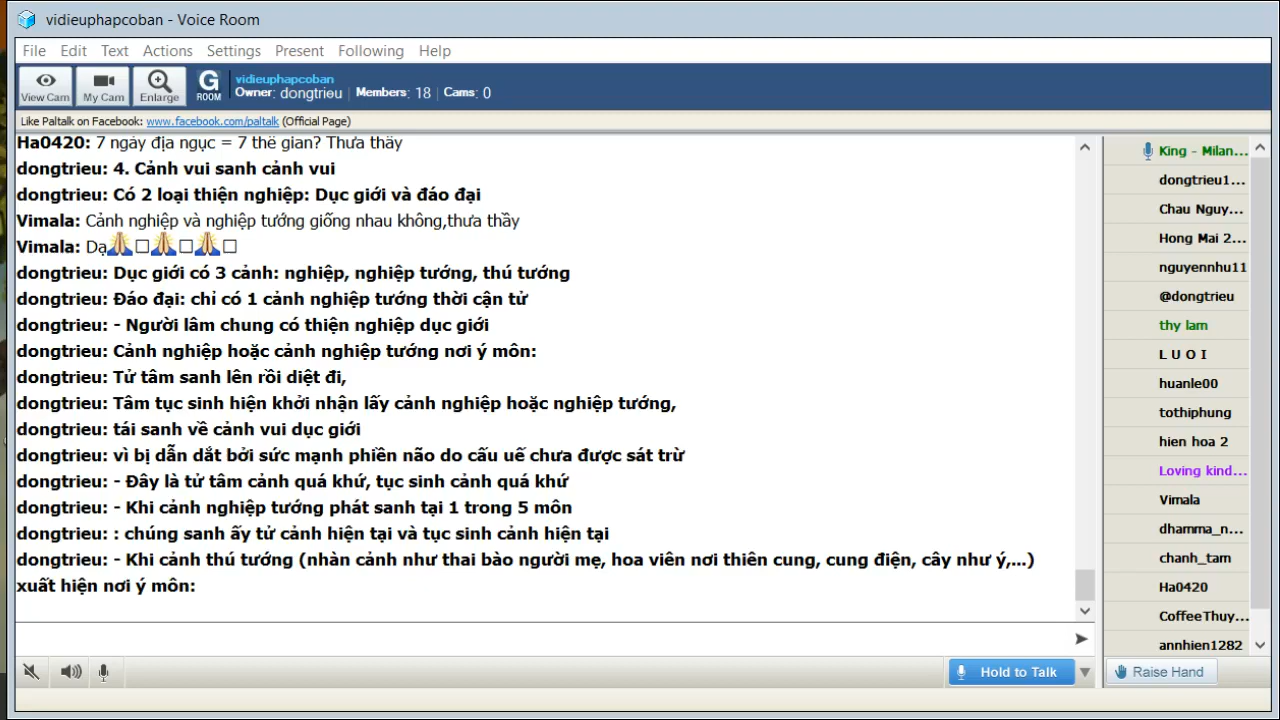 vidieuphapcoban - Voice Room
File Edit Text Actions Settings Present Following Help
View Cam My Cam Enlarge G ROOM
vidieuphapcoban
Owner: dongtrieu Members: 18 Cams: 0
Like Paltalk on Facebook: www.facebook.com/paltalk (Official Page)
Ha0420: 7 ngày địa ngục = 7 thế gian? Thưa thầy
dongtrieu: 4. Cảnh vui sanh cảnh vui
dongtrieu: Có 2 loại thiện nghiệp: Dục giới và đáo đại
Vimala: Cảnh nghiệp và nghiệp tướng giống nhau không,thưa thầy
Vimala: Dạ🙏□🙏□🙏□
dongtrieu: Dục giới có 3 cảnh: nghiệp, nghiệp tướng, thú tướng
dongtrieu: Đáo đại: chỉ có 1 cảnh nghiệp tướng thời cận tử
dongtrieu: - Người lâm chung có thiện nghiệp dục giới
dongtrieu: Cảnh nghiệp hoặc cảnh nghiệp tướng nơi ý môn:
dongtrieu: Tử tâm sanh lên rồi diệt đi,
dongtrieu: Tâm tục sinh hiện khởi nhận lấy cảnh nghiệp hoặc nghiệp tướng,
dongtrieu: tái sanh về cảnh vui dục giới
dongtrieu: vì bị dẫn dắt bởi sức mạnh phiền não do cấu uế chưa được sát trừ
dongtrieu: - Đây là tử tâm cảnh quá khứ, tục sinh cảnh quá khứ
dongtrieu: - Khi cảnh nghiệp tướng phát sanh tại 1 trong 5 môn
dongtrieu: : chúng sanh ấy tử cảnh hiện tại và tục sinh cảnh hiện tại
dongtrieu: - Khi cảnh thú tướng (nhàn cảnh như thai bào người mẹ, hoa viên nơi thiên cung, cung điện, cây như ý,...)
xuất hiện nơi ý môn:
King - Milan...
dongtrieu1...
Chau Nguy...
Hong Mai 2...
nguyennhu11
@dongtrieu
thy lam
L U O I
huanle00
tothiphung
hien hoa 2
Loving kind...
Vimala
dhamma_n...
chanh_tam
Ha0420
CoffeeThuy...
annhien1282
Hold to Talk
Raise Hand